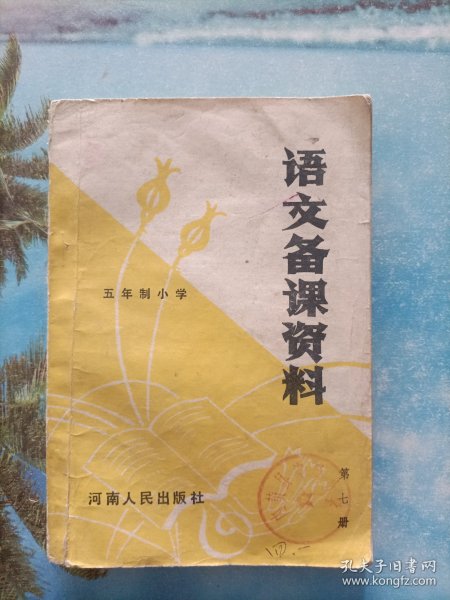 语文备课资料
五年制小学
第七册
河南人民出版社
孔夫子旧书网
www.kongfz.com